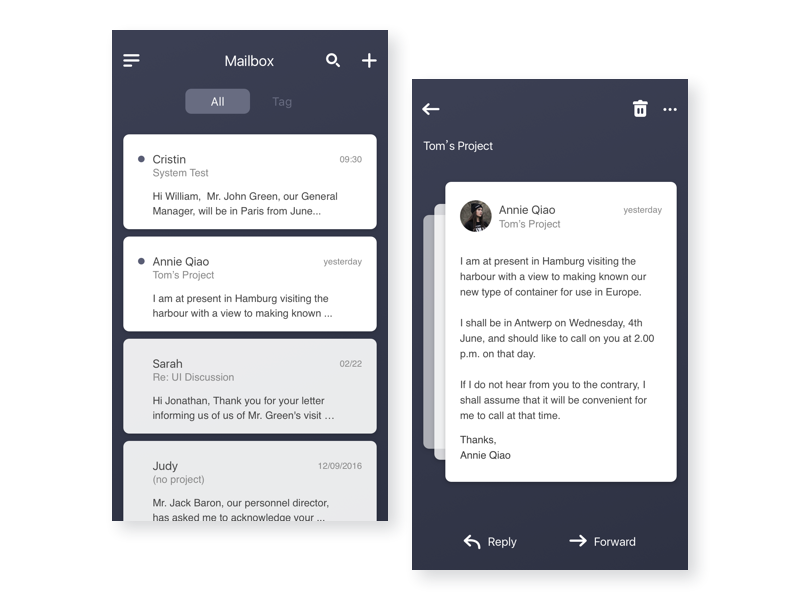 Mailbox
All
Tag
Cristin
09:30
System Test
Hi William,  Mr. John Green, our General
Manager, will be in Paris from June...
Annie Qiao
yesterday
Tom's Project
I am at present in Hamburg visiting the
harbour with a view to making known ...
Sarah
02/22
Re: UI Discussion
Hi Jonathan, Thank you for your letter
informing us of us of Mr. Green's visit ...
Judy
12/09/2016
(no project)
Mr. Jack Baron, our personnel director,
has asked me to acknowledge your ...
Tom's Project
Annie Qiao
yesterday
Tom's Project
I am at present in Hamburg visiting the
harbour with a view to making known our
new type of container for use in Europe.
I shall be in Antwerp on Wednesday, 4th
June, and should like to call on you at 2.00
p.m. on that day.
If I do not hear from you to the contrary, I
shall assume that it will be convenient for
me to call at that time.
Thanks,
Annie Qiao
Reply
Forward